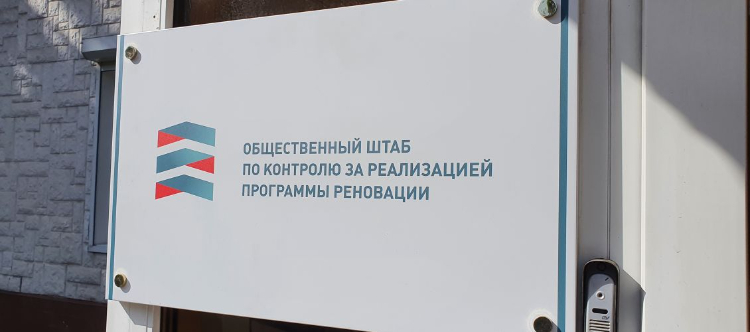 ОБЩЕСТВЕННЫЙ ШТАБ
ПО КОНТРОЛЮ ЗА РЕАЛИЗАЦИЕЙ
ПРОГРАММЫ РЕНОВАЦИИ